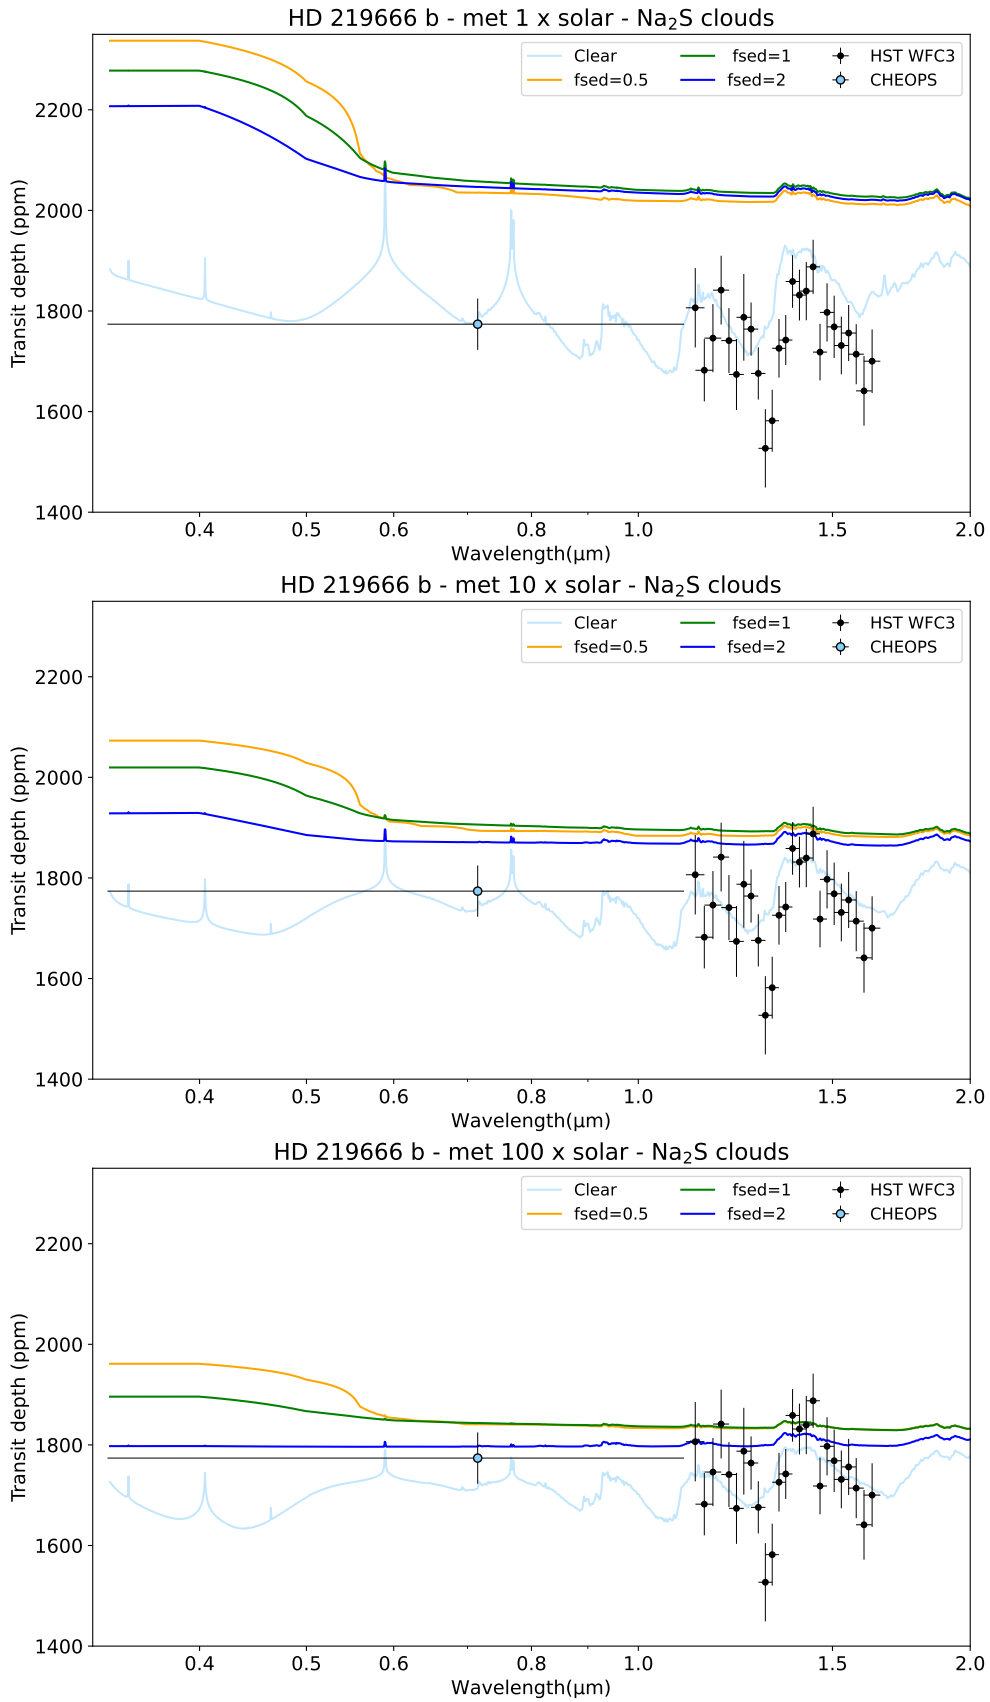 HD 219666 b - met 1 x solar - Na₂S clouds
Clear
fsed=0.5
fsed=1
fsed=2
HST WFC3
CHEOPS
Transit depth (ppm)
2200
2000
1800
1600
1400
0.4 0.5 0.6 0.8 1.0 1.5 2.0
Wavelength(μm)
HD 219666 b - met 10 x solar - Na₂S clouds
Clear
fsed=0.5
fsed=1
fsed=2
HST WFC3
CHEOPS
Transit depth (ppm)
2200
2000
1800
1600
1400
0.4 0.5 0.6 0.8 1.0 1.5 2.0
Wavelength(μm)
HD 219666 b - met 100 x solar - Na₂S clouds
Clear
fsed=0.5
fsed=1
fsed=2
HST WFC3
CHEOPS
Transit depth (ppm)
2200
2000
1800
1600
1400
0.4 0.5 0.6 0.8 1.0 1.5 2.0
Wavelength(μm)